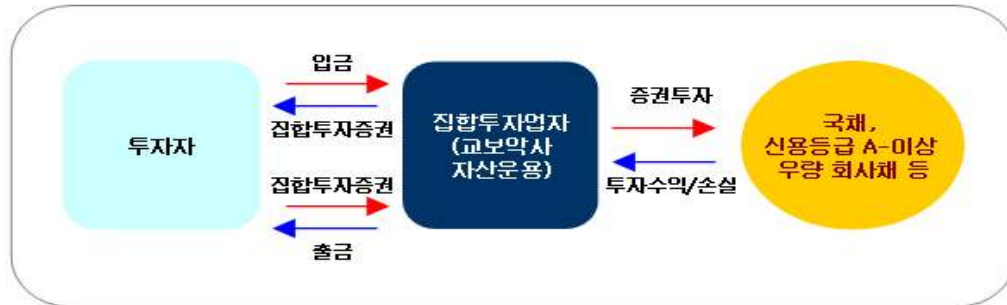 투자자
입금
집합투자증권
집합투자증권
출금
집합투자업자
(교보악사
자산운용)
증권투자
투자수익/손실
국채,
신용등급 A-이상
우량 회사채 등